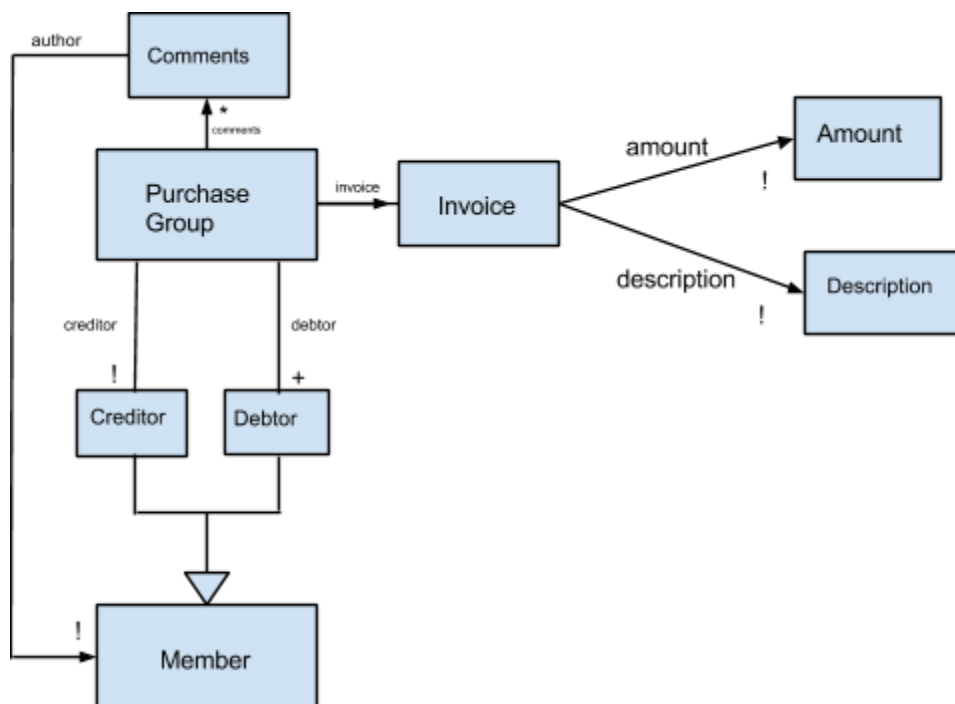 author
Comments
*
comments
amount
Amount
!
Purchase
Group
invoice
Invoice
description
Description
!
creditor
debtor
!
+
Creditor
Debtor
!
Member